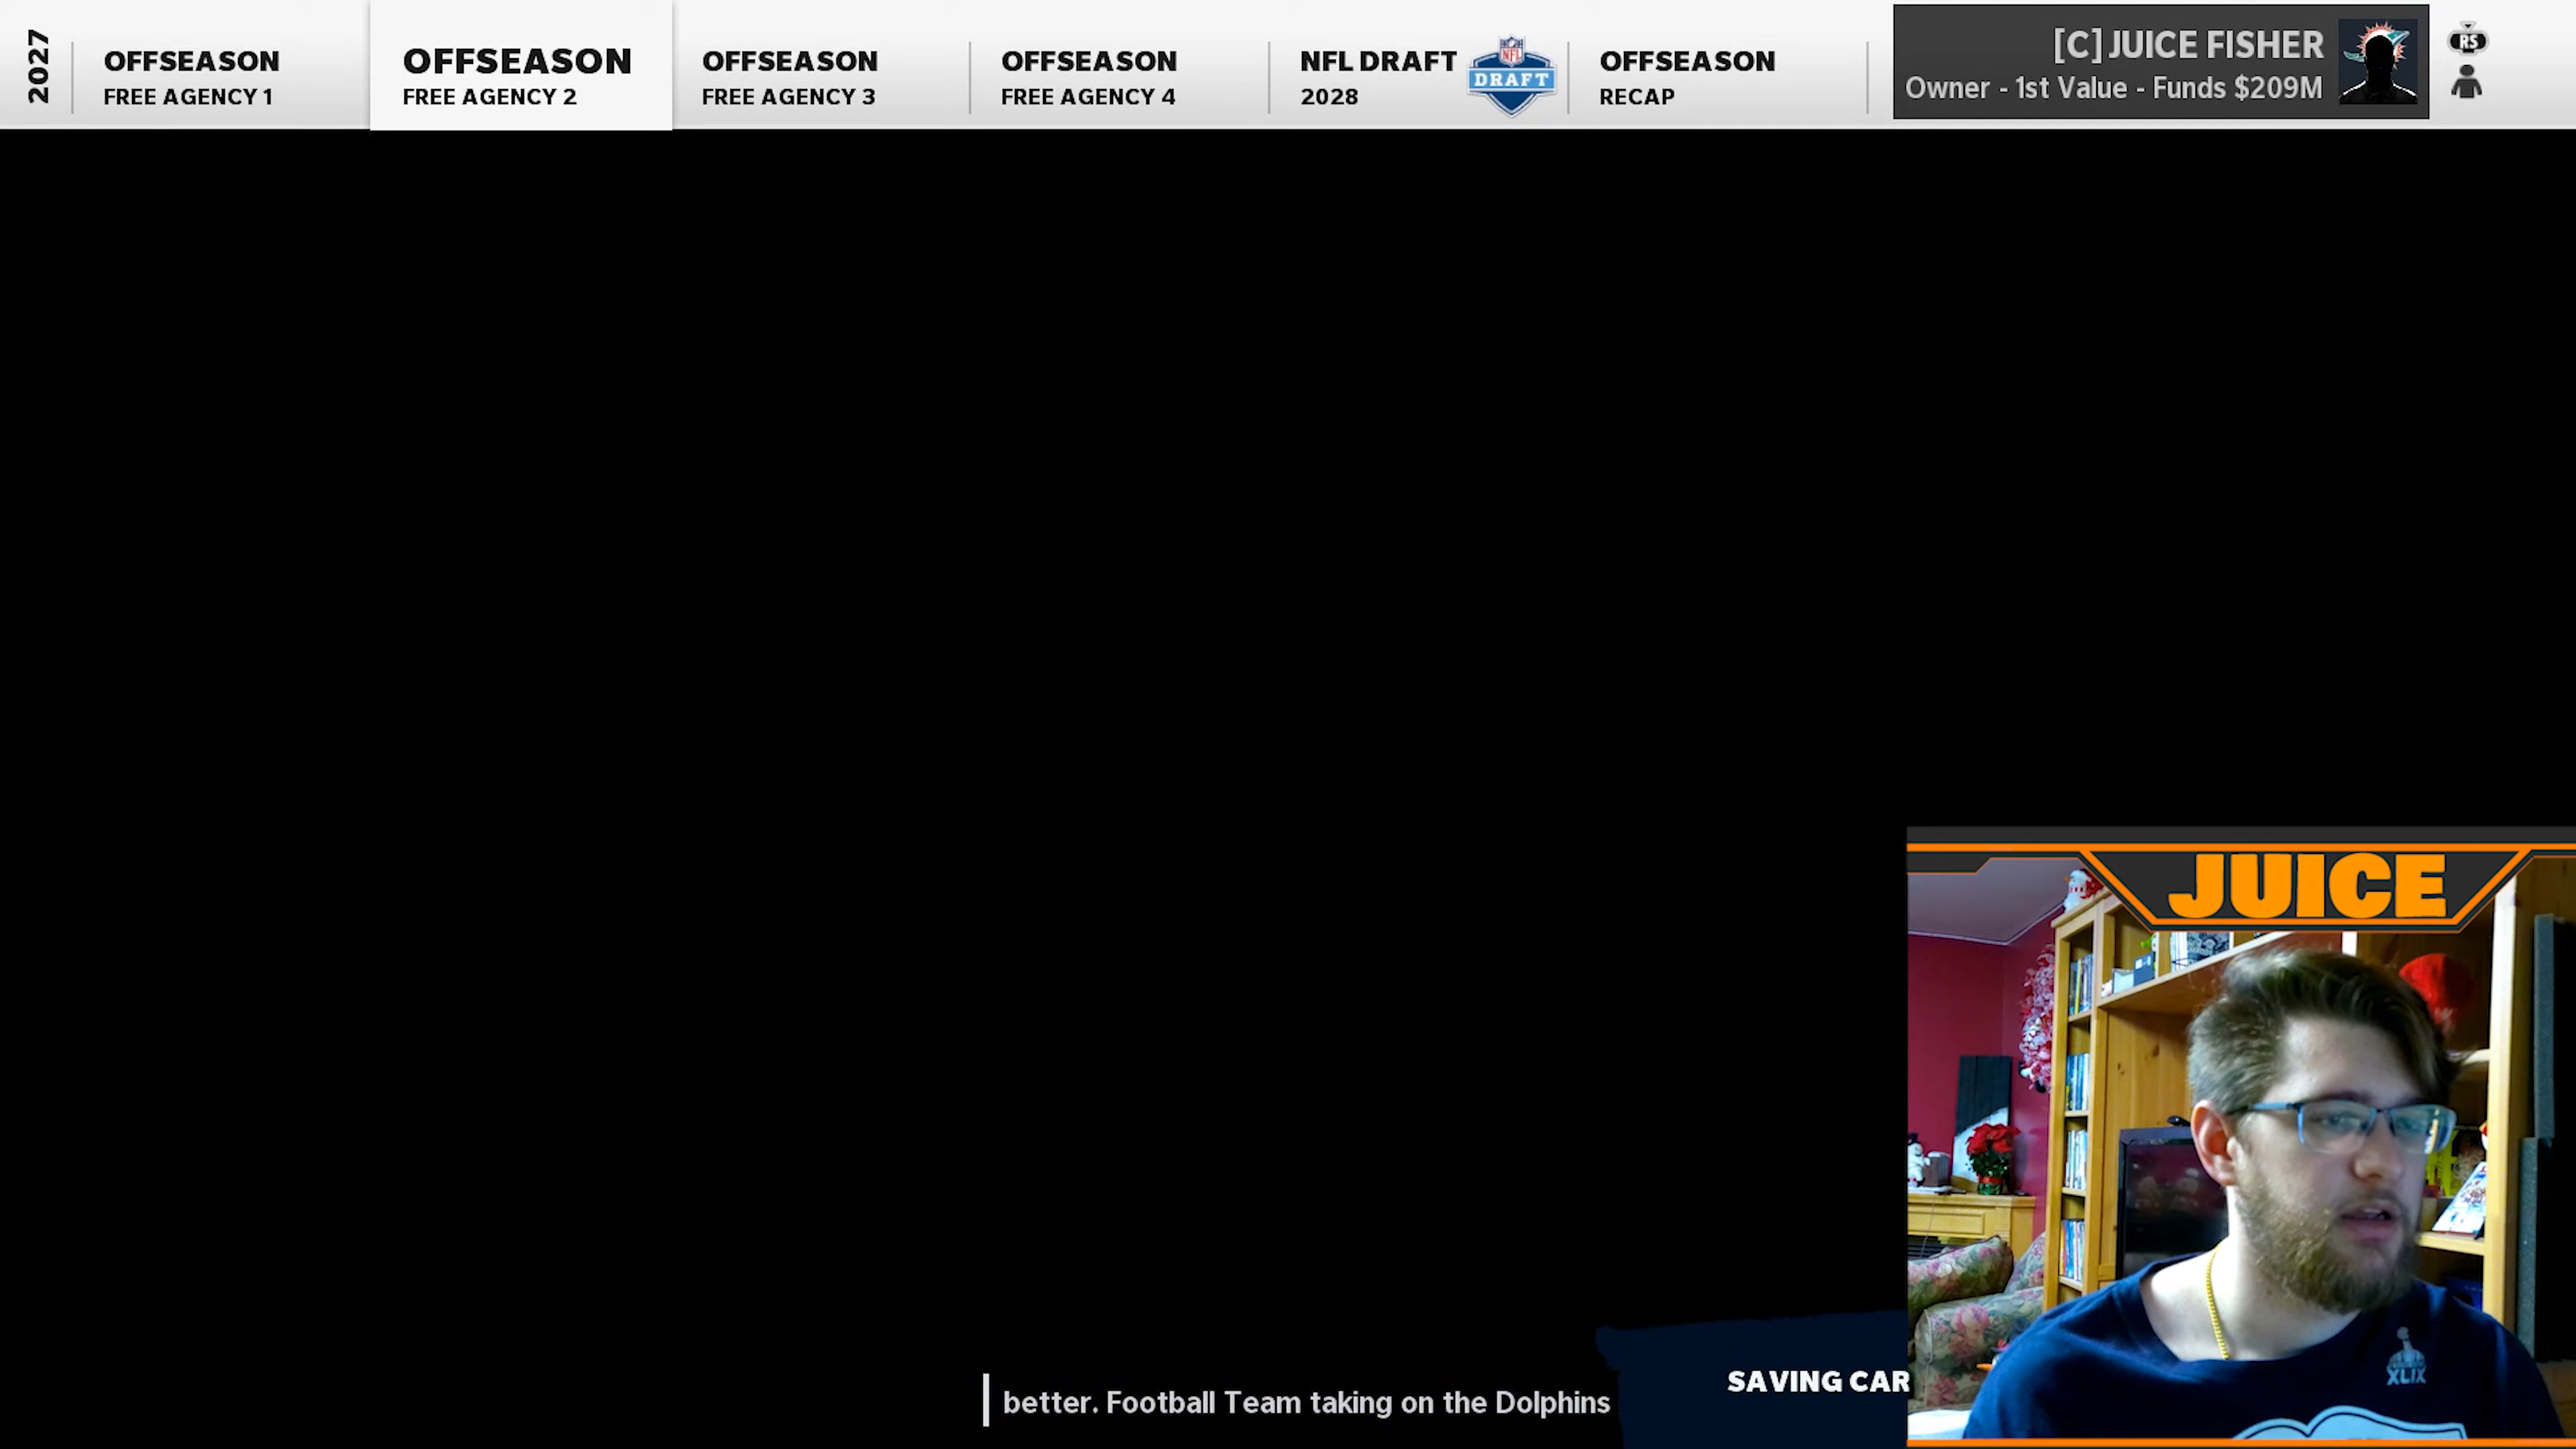 2027
OFFSEASON
FREE AGENCY 1
OFFSEASON
FREE AGENCY 2
OFFSEASON
FREE AGENCY 3
OFFSEASON
FREE AGENCY 4
NFL DRAFT
2028
NFL
DRAFT
OFFSEASON
RECAP
[C] JUICE FISHER
Owner - 1st Value - Funds $209M
RS
JUICE
XLIX
SAVING CAR
better. Football Team taking on the Dolphins